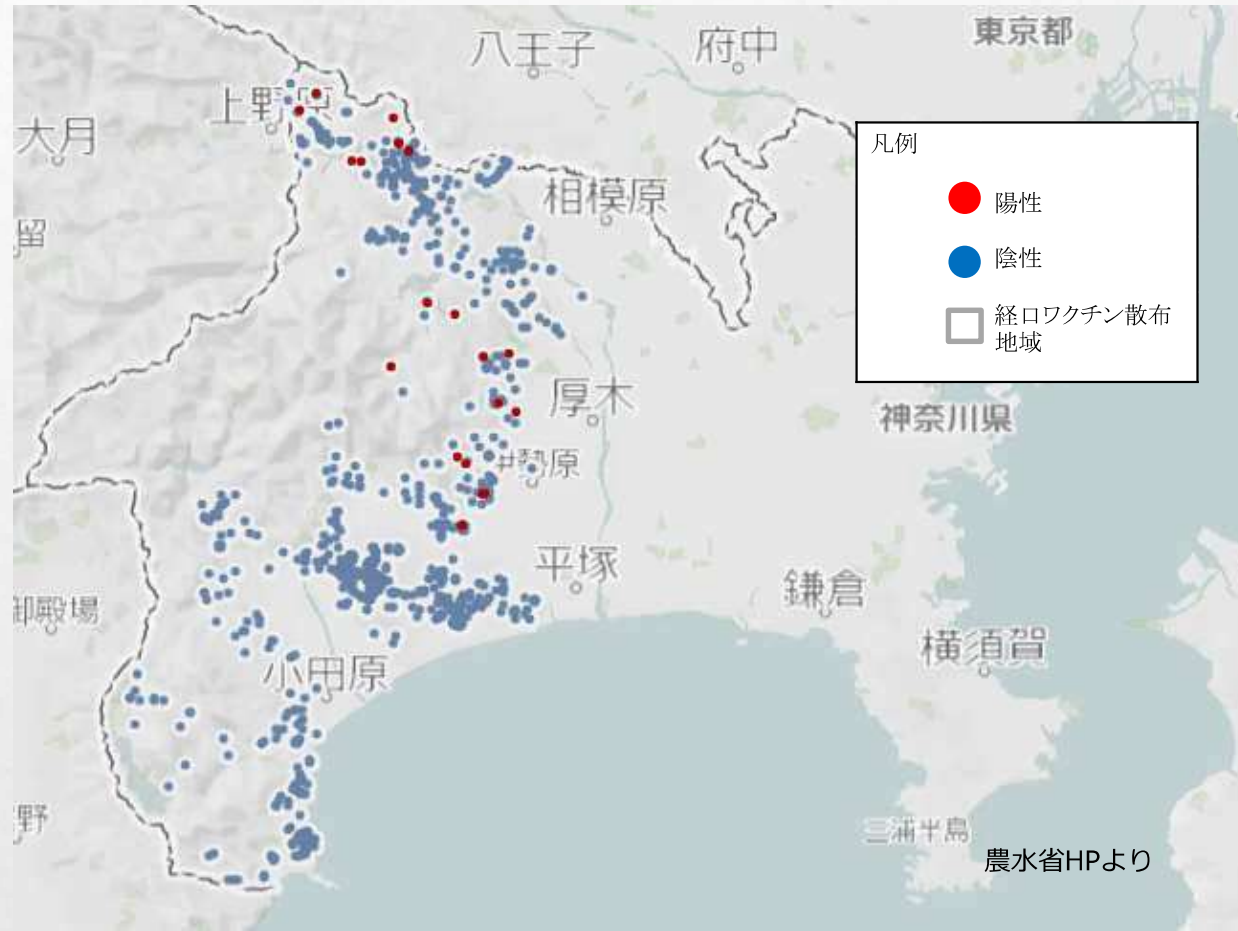 八王子
府中
東京都
上野原
大月
凡例
陽性
相模原
留
陰性
経口ワクチン散布
地域
厚木
神奈川県
勢原
平塚
鎌倉
御殿場
横須賀
小田原
野
三浦半島
農水省HPより